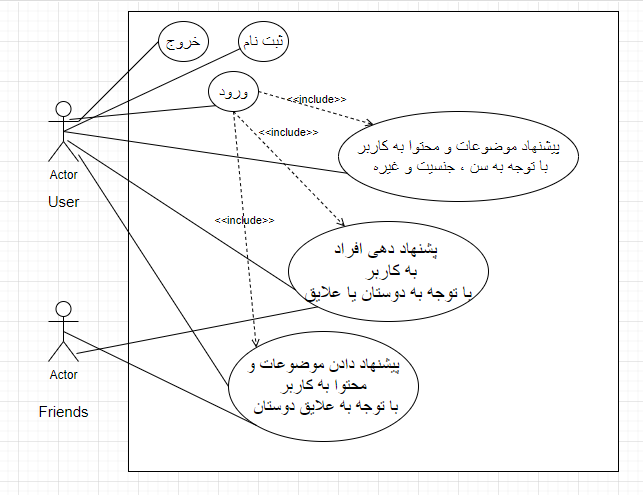 خروج
ثبت نام
ورود
<<include>>
<<include>>
پیشنهاد موضوعات و محتوا به کاربر
با توجه به سن ، جنسیت و غیره
Actor
User
<<include>>
پشنهاد دهی افراد
به کاربر
با توجه به دوستان یا علایق
Actor
Friends
پیشنهاد دادن موضوعات و
محتوا به کاربر
با توجه به علایق دوستان